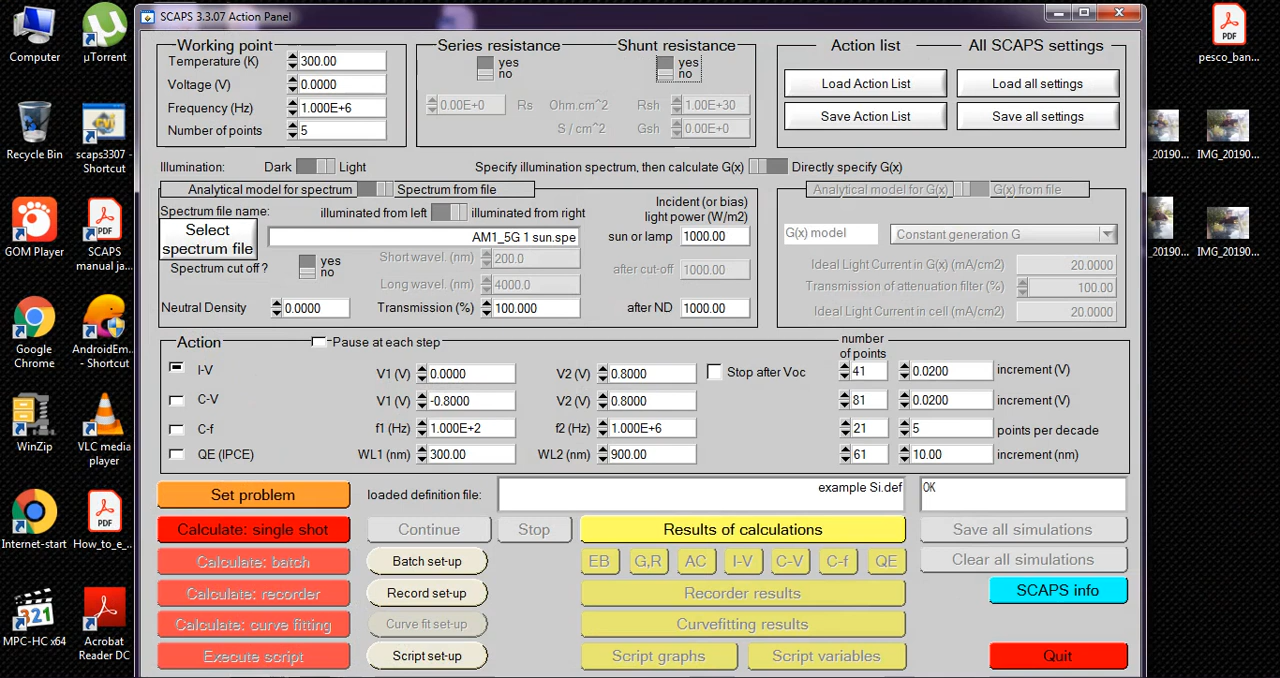 SCAPS 3.3.07 Action Panel
Computer
µTorrent
Recycle Bin
scaps3307 -
Shortcut
GOM Player
SCAPS
manual ja...
Google
Chrome
AndroidEm...
- Shortcut
WinZip
VLC media
player
Internet-start
How_to_e_...
MPC-HC x64
Acrobat
Reader DC
Working point
Temperature (K)
300.00
Voltage (V)
0.0000
Frequency (Hz)
1.000E+6
Number of points
5
Series resistance
yes
no
0.00E+0
Rs
Ohm.cm^2
S / cm^2
Shunt resistance
yes
no
Rsh
1.00E+30
Gsh
0.00E+0
Action list
Load Action List
Save Action List
All SCAPS settings
Load all settings
Save all settings
Illumination:
Dark
Light
Specify illumination spectrum, then calculate G(x)
Directly specify G(x)
Analytical model for spectrum
Spectrum from file
Spectrum file name:
illuminated from left
illuminated from right
Select
spectrum file
AM1_5G 1 sun.spe
Spectrum cut off ?
yes
no
Short wavel. (nm)
200.0
Long wavel. (nm)
4000.0
Neutral Density
0.0000
Transmission (%)
100.000
Incident (or bias)
light power (W/m2)
sun or lamp
1000.00
after cut-off
1000.00
after ND
1000.00
Analytical model for G(x)
G(x) from file
G(x) model
Constant generation G
Ideal Light Current in G(x) (mA/cm2)
20.0000
Transmission of attenuation filter (%)
100.00
Ideal Light Current in cell (mA/cm2)
20.0000
Action
Pause at each step
number
of points
I-V
V1 (V)
0.0000
V2 (V)
0.8000
Stop after Voc
41
0.0200
increment (V)
C-V
V1 (V)
-0.8000
V2 (V)
0.8000
81
0.0200
increment (V)
C-f
f1 (Hz)
1.000E+2
f2 (Hz)
1.000E+6
21
5
points per decade
QE (IPCE)
WL1 (nm)
300.00
WL2 (nm)
900.00
61
10.00
increment (nm)
Set problem
loaded definition file:
example Si.def
OK
Calculate: single shot
Continue
Stop
Results of calculations
Save all simulations
Calculate: batch
Batch set-up
EB
G,R
AC
I-V
C-V
C-f
QE
Clear all simulations
Calculate: recorder
Record set-up
Recorder results
SCAPS info
Calculate: curve fitting
Curve fit set-up
Curvefitting results
Execute script
Script set-up
Script graphs
Script variables
Quit
pesco_ban...
_20190...
IMG_20190...
_20190...
IMG_20190...